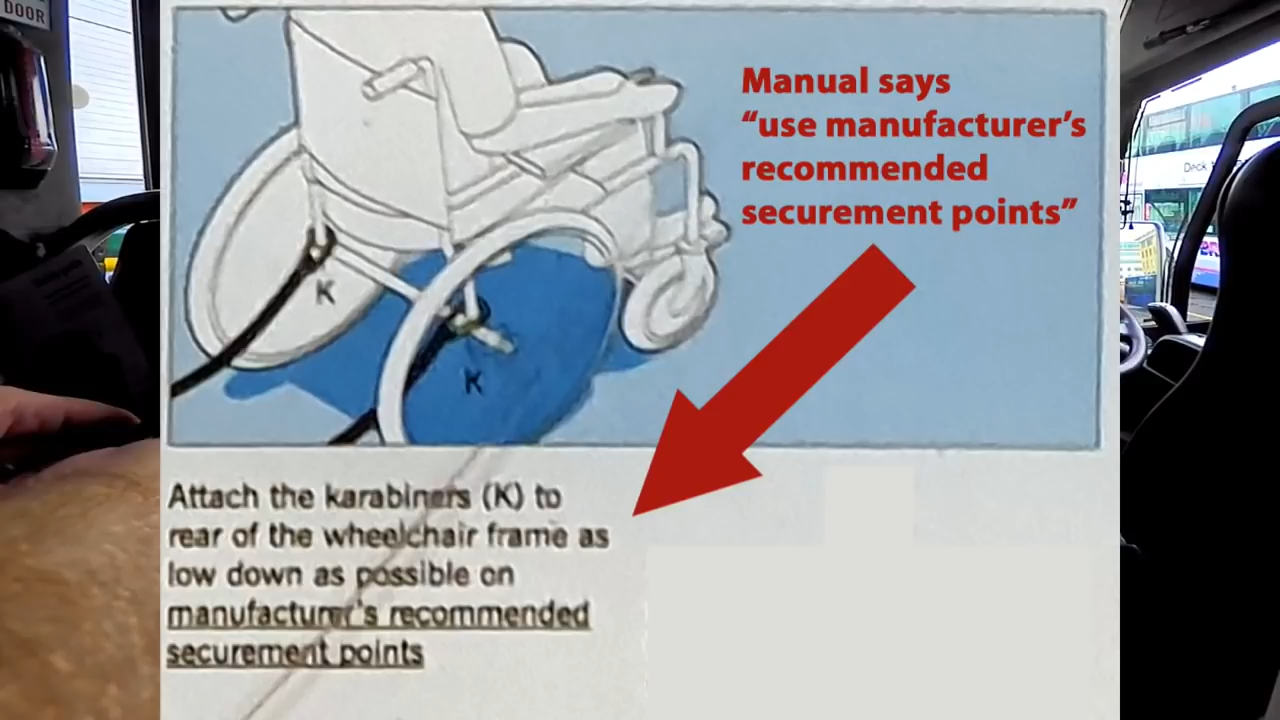 DOOR
Manual says
“use manufacturer’s
recommended
securement points”
Deck
K
K
Attach the karabiners (K) to
rear of the wheelchair frame as
low down as possible on
manufacturer's recommended
securement points